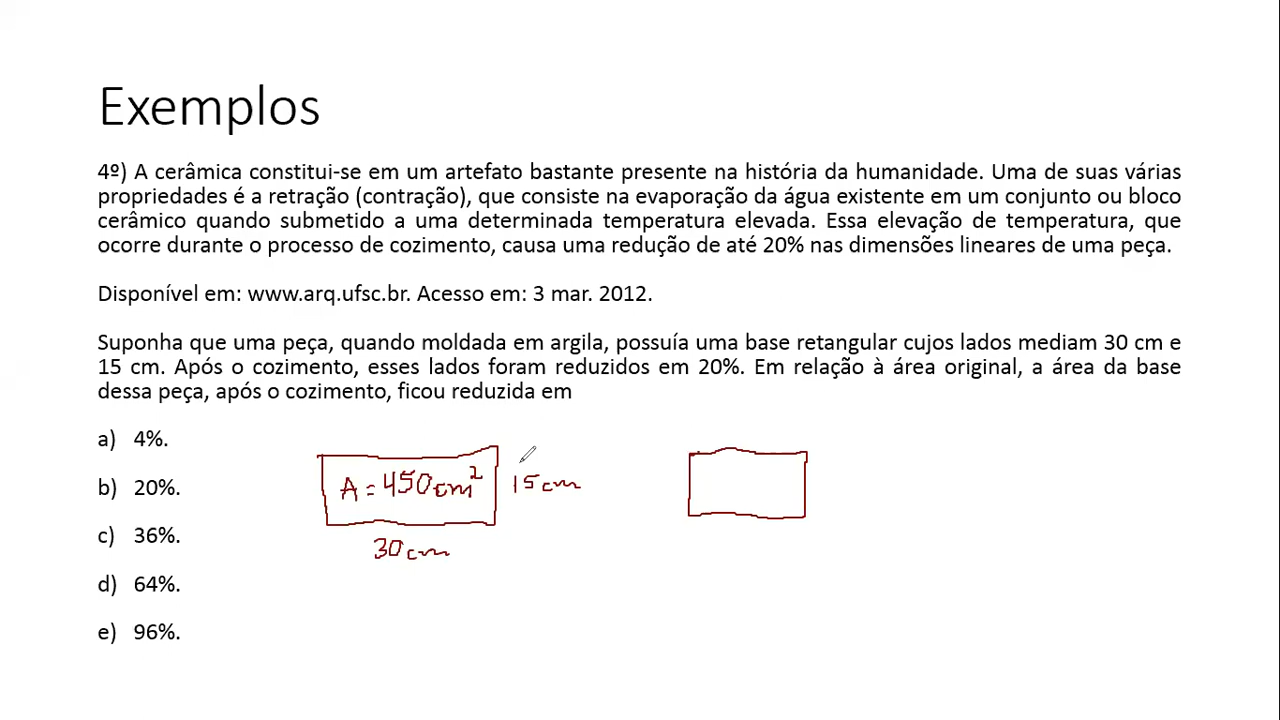 Exemplos
4º) A cerâmica constitui-se em um artefato bastante presente na história da humanidade. Uma de suas várias
propriedades é a retração (contração), que consiste na evaporação da água existente em um conjunto ou bloco
cerâmico quando submetido a uma determinada temperatura elevada. Essa elevação de temperatura, que
ocorre durante o processo de cozimento, causa uma redução de até 20% nas dimensões lineares de uma peça.
Disponível em: www.arq.ufsc.br. Acesso em: 3 mar. 2012.
Suponha que uma peça, quando moldada em argila, possuía uma base retangular cujos lados mediam 30 cm e
15 cm. Após o cozimento, esses lados foram reduzidos em 20%. Em relação à área original, a área da base
dessa peça, após o cozimento, ficou reduzida em
a) 4%.
b) 20%.
c) 36%.
d) 64%.
e) 96%.
A = 450cm²
15cm
30cm